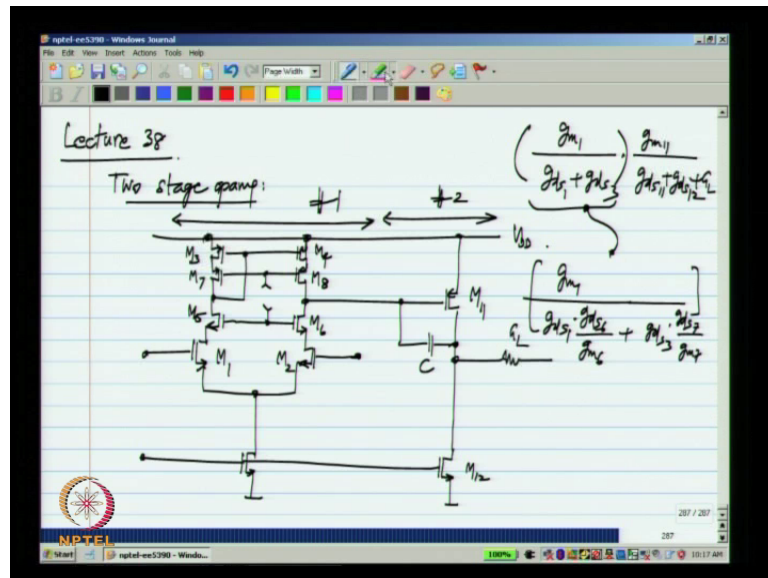 nptel-ee5390 - Windows Journal
File Edit View Insert Actions Tools Help
Page Width
B I
Lecture 38
Two stage opamp:
#1 #2
( gm1 / gds1 + gds3 ) · gm11 / gds11 + gds12 + GL
VDD
M3 M4
M7 M8
M5 M6
M1 M2
M11
C
GL
M12
[ gm1 / gds1 · gds6 / gm6 + gds3 · gds7 / gm7 ]
287 / 287
287
NPTEL
Start nptel-ee5390 - Windo... 100% 10:17 AM